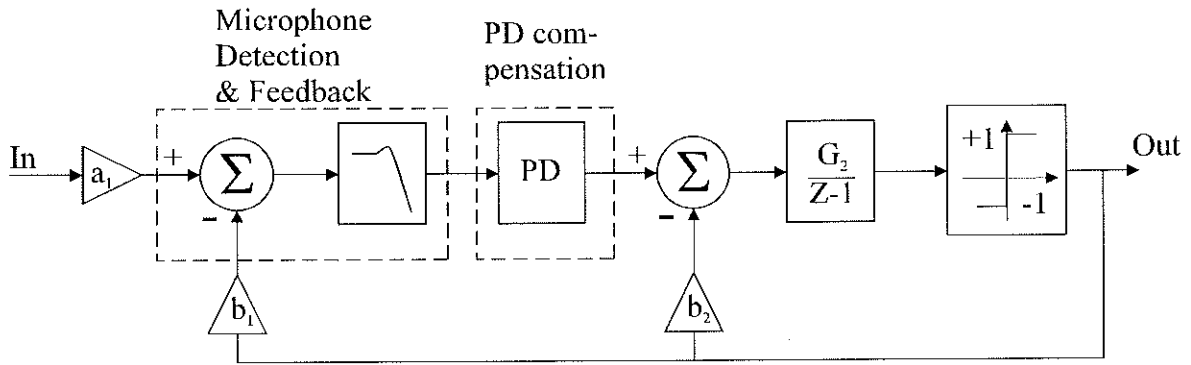 Microphone
Detection
& Feedback
PD com-
pensation
In
a₁
+
Σ
−
PD
+
Σ
−
G₂
Z-1
+1
-1
Out
b₁
b₂